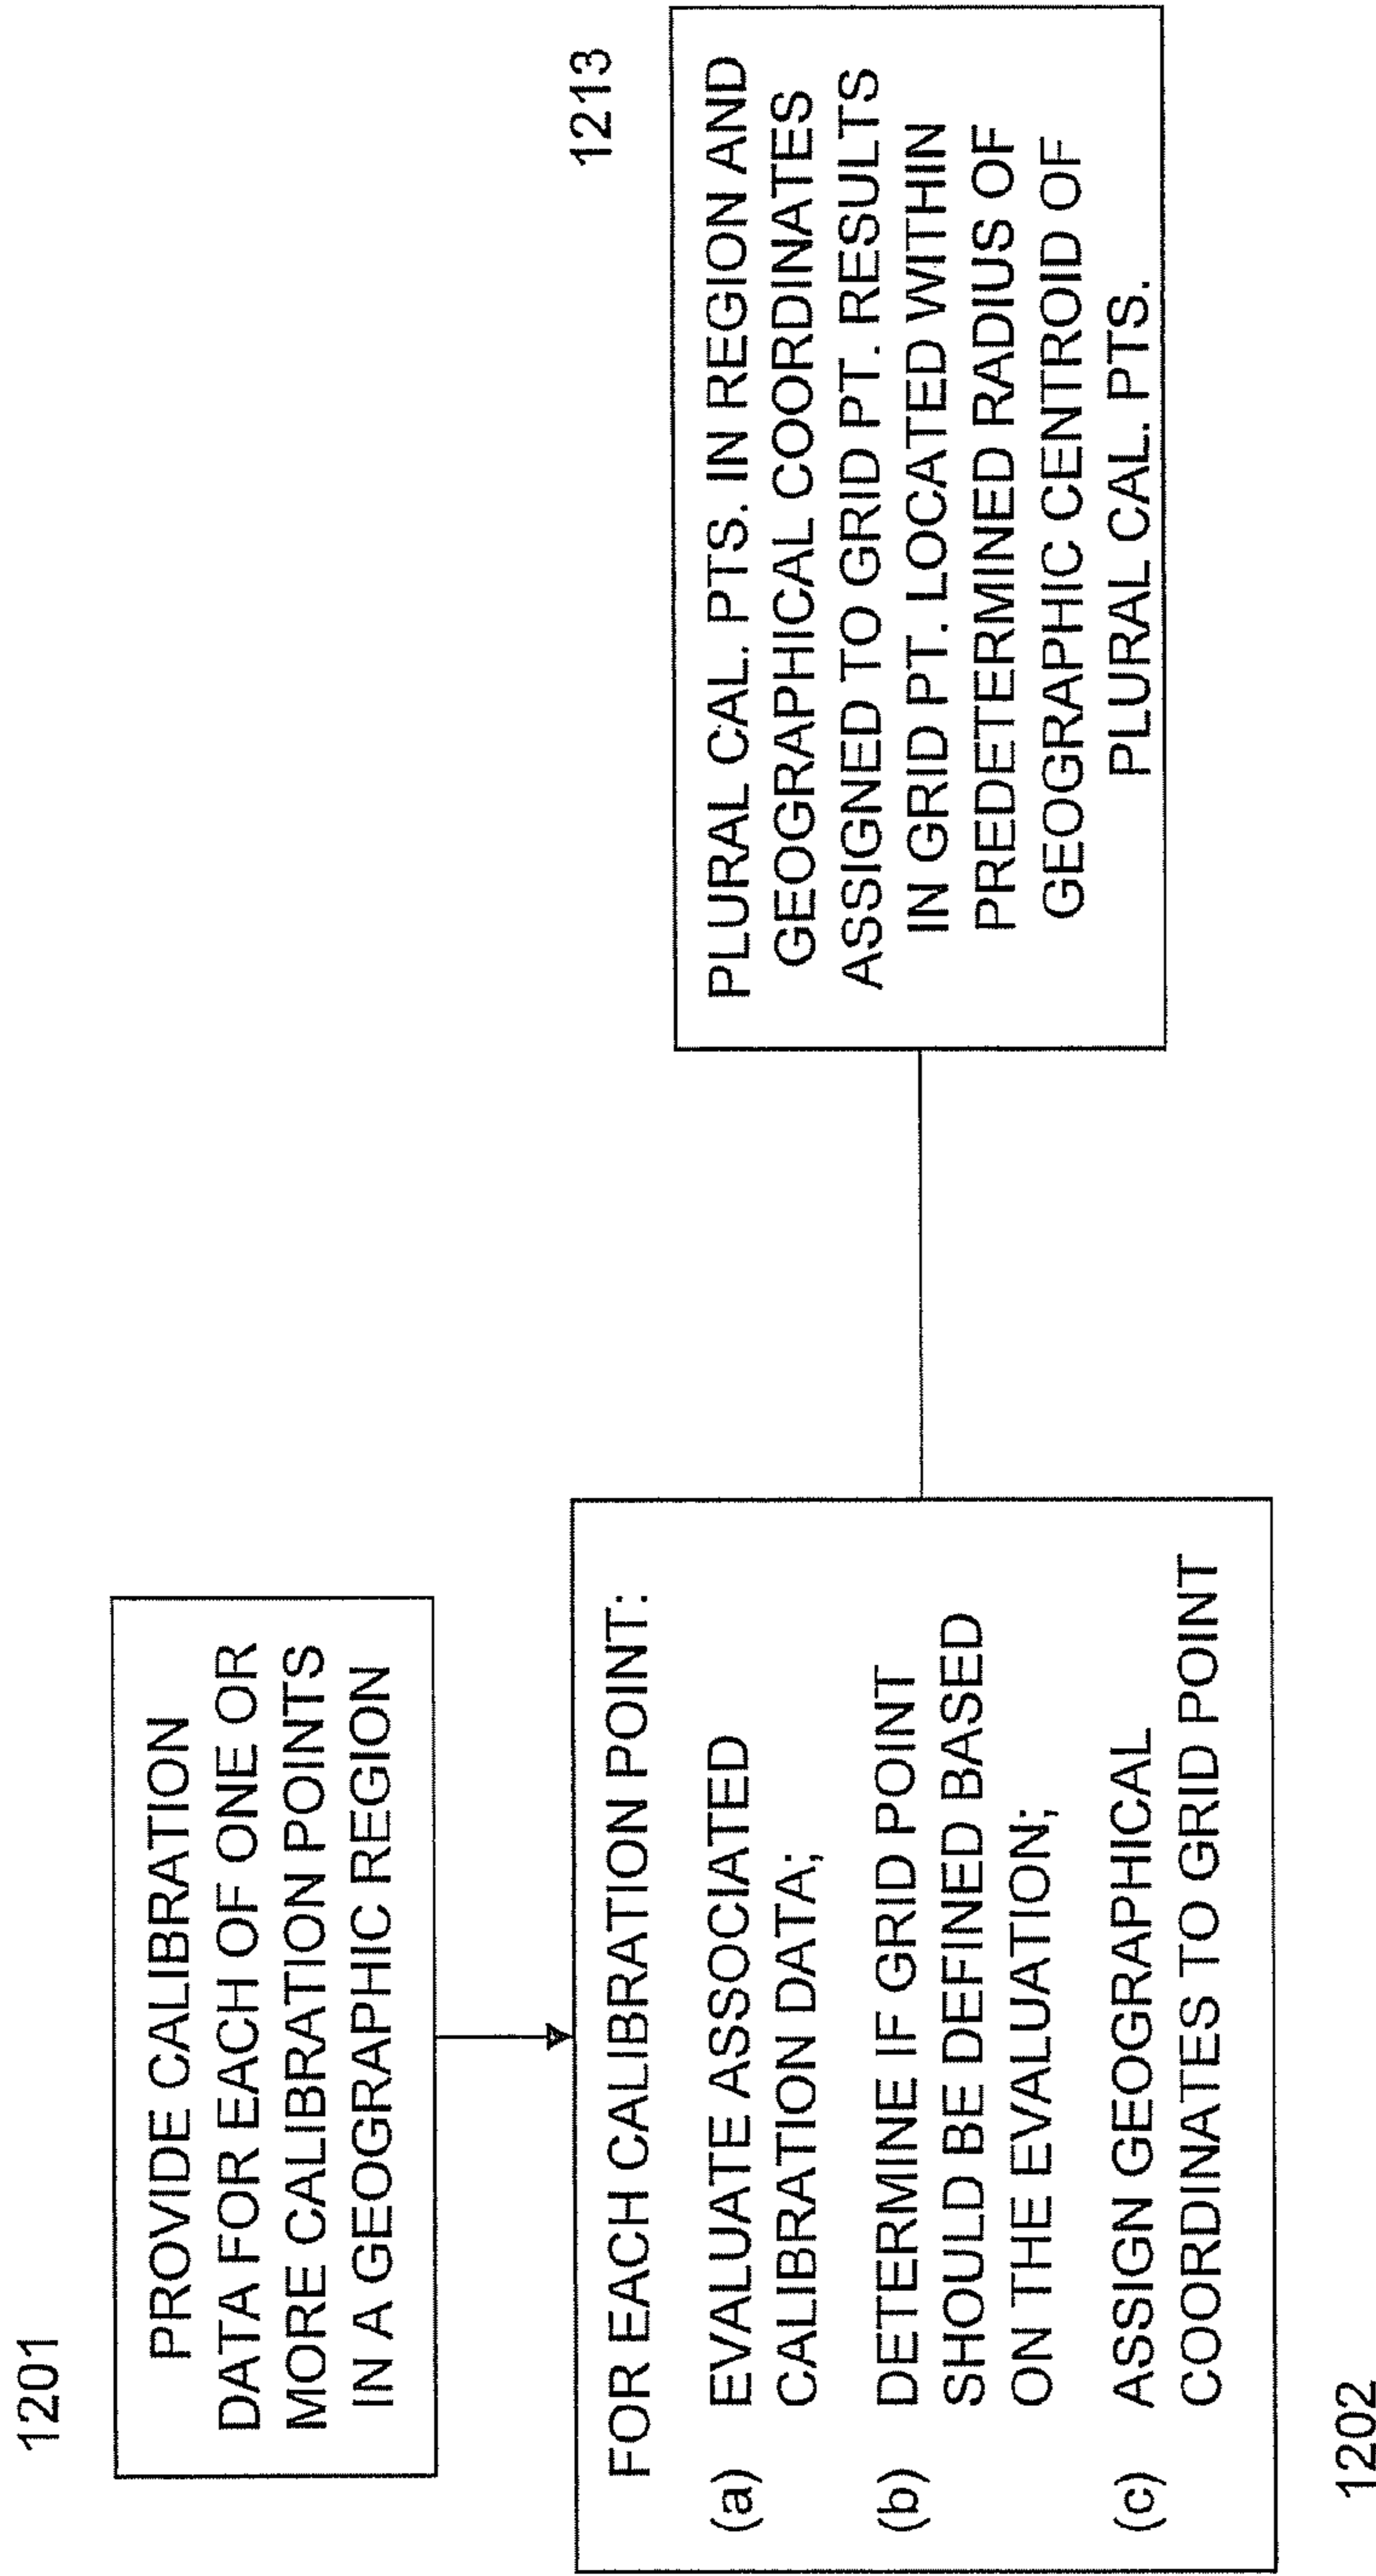 1201
PROVIDE CALIBRATION
DATA FOR EACH OF ONE OR
MORE CALIBRATION POINTS
IN A GEOGRAPHIC REGION
FOR EACH CALIBRATION POINT:
(a) EVALUATE ASSOCIATED
CALIBRATION DATA;
(b) DETERMINE IF GRID POINT
SHOULD BE DEFINED BASED
ON THE EVALUATION;
(c) ASSIGN GEOGRAPHICAL
COORDINATES TO GRID POINT
1202
1213
PLURAL CAL. PTS. IN REGION AND
GEOGRAPHICAL COORDINATES
ASSIGNED TO GRID PT. RESULTS
IN GRID PT. LOCATED WITHIN
PREDETERMINED RADIUS OF
GEOGRAPHIC CENTROID OF
PLURAL CAL. PTS.